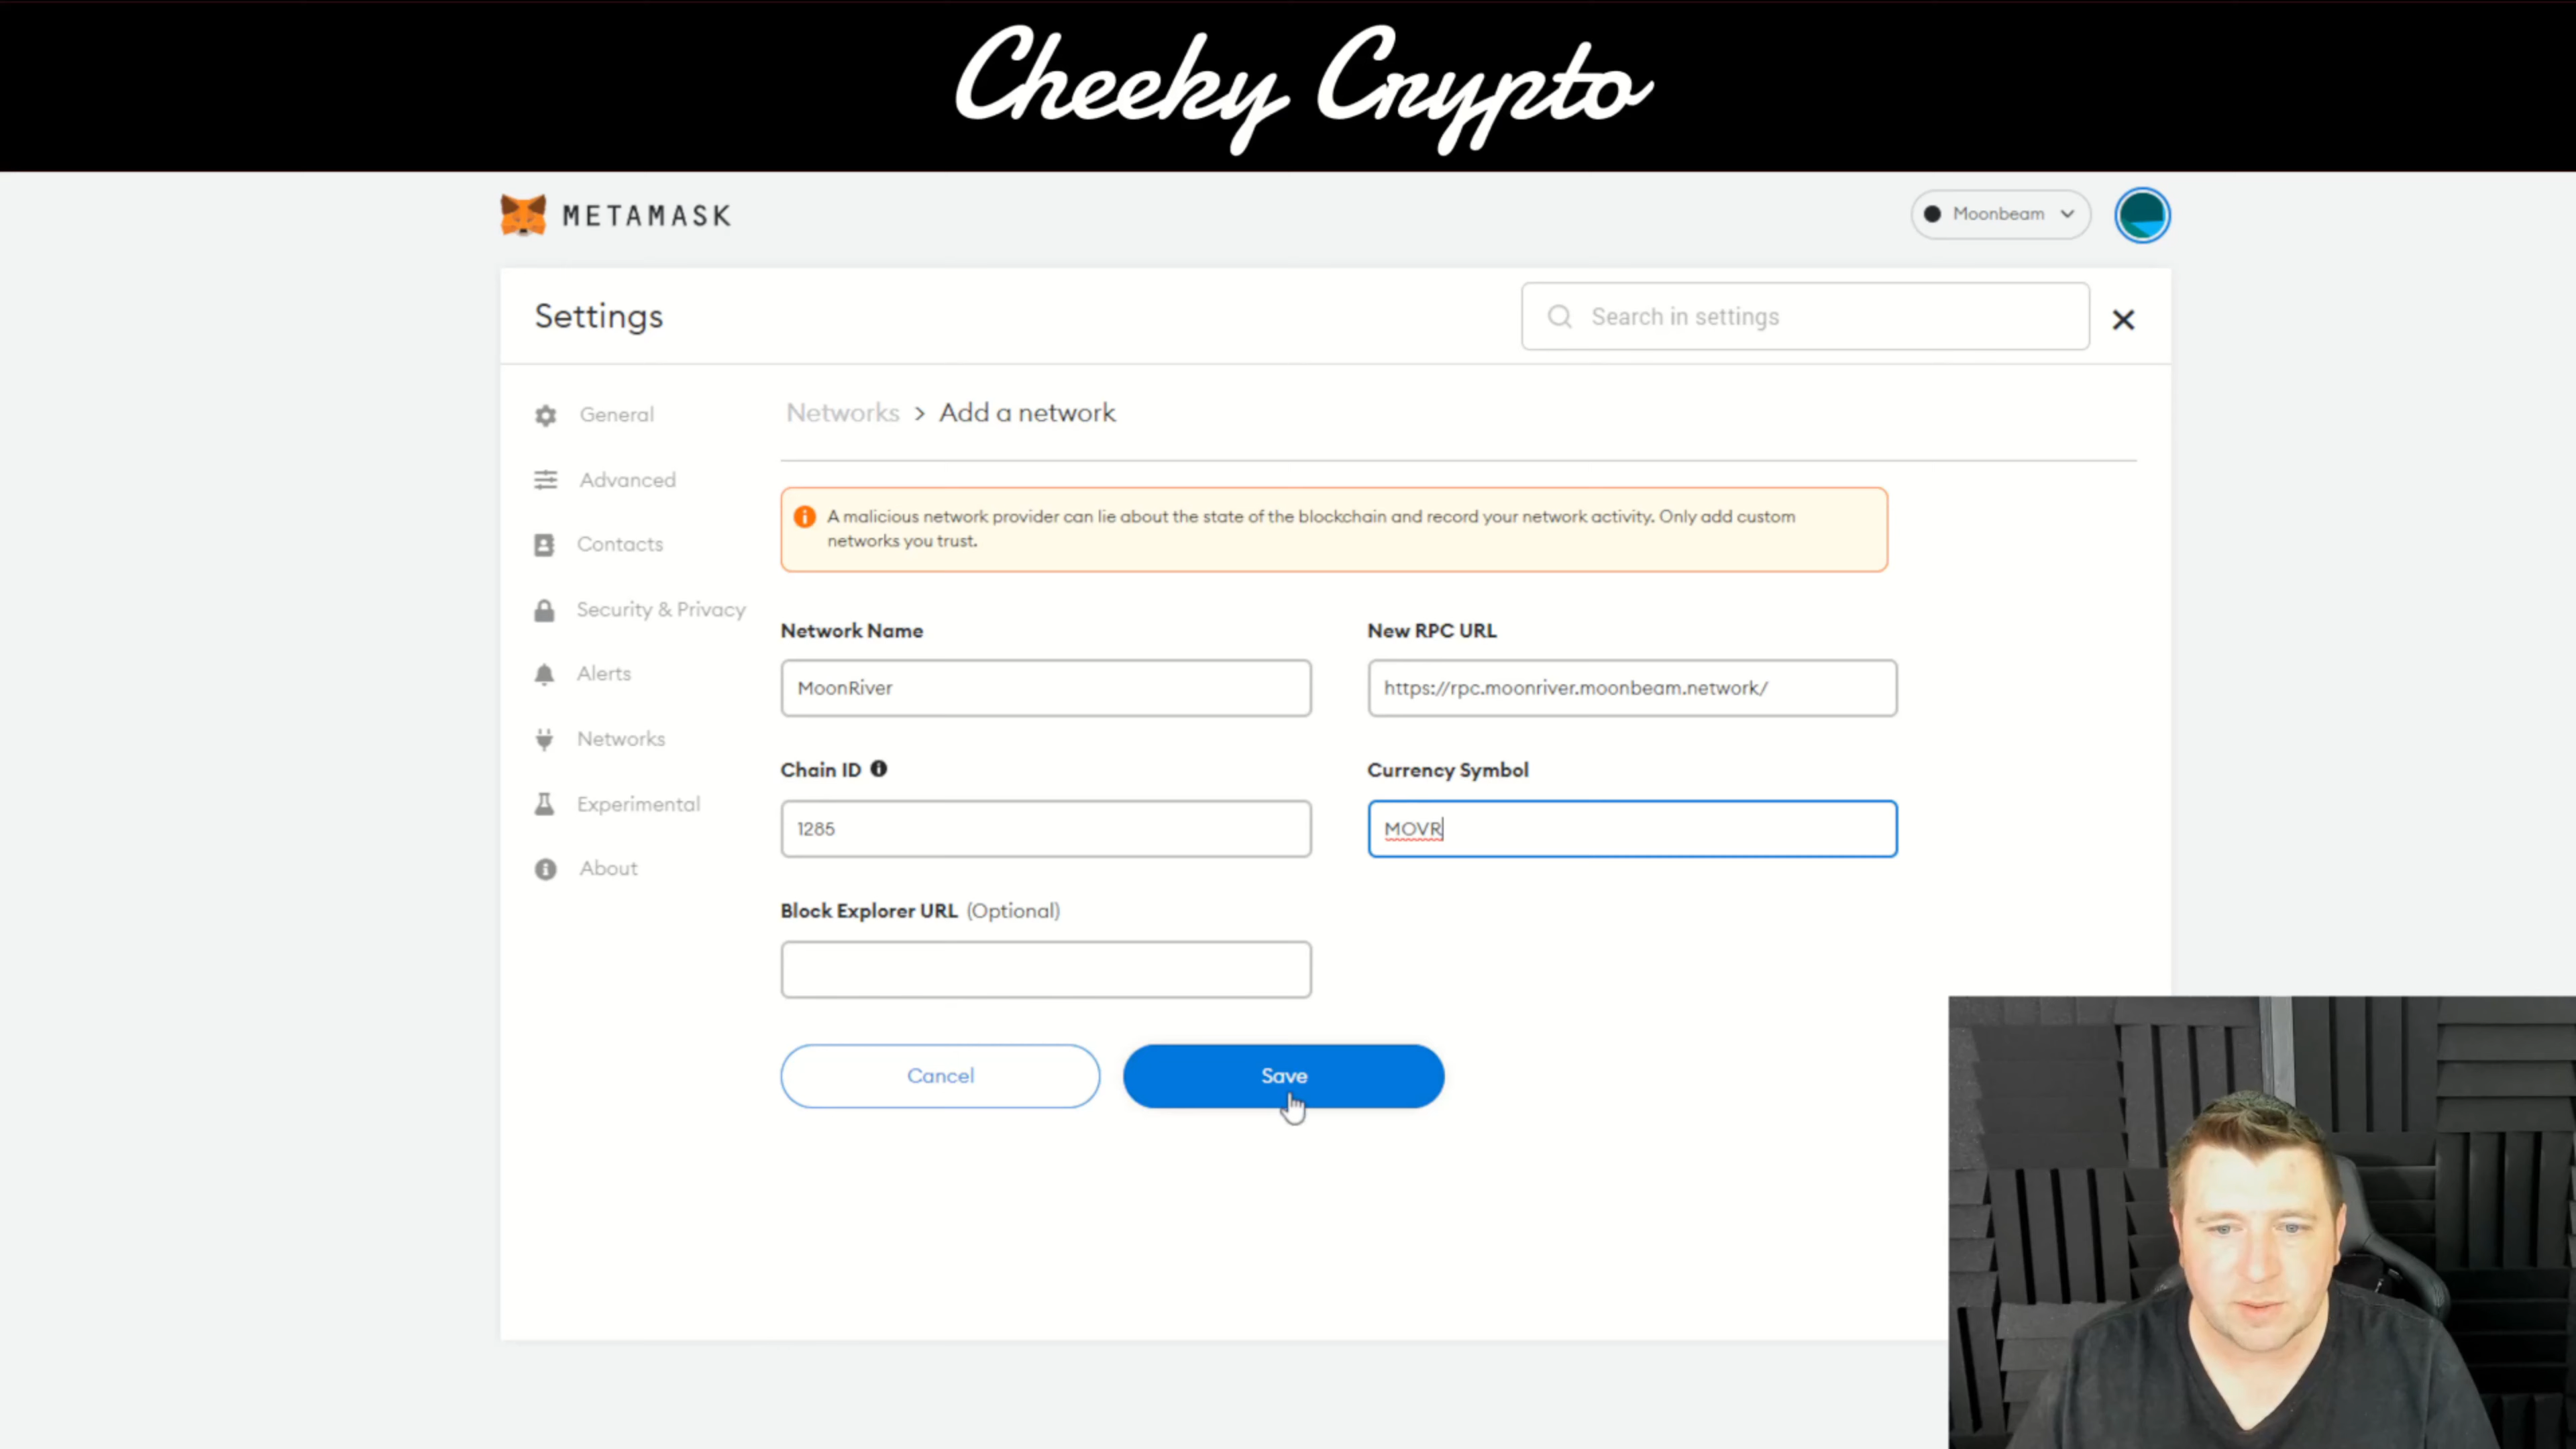 Cheeky Crypto
METAMASK
Moonbeam
Settings
Search in settings
General
Advanced
Contacts
Security & Privacy
Alerts
Networks
Experimental
About
Networks > Add a network
A malicious network provider can lie about the state of the blockchain and record your network activity. Only add custom
networks you trust.
Network Name
MoonRiver
New RPC URL
https://rpc.moonriver.moonbeam.network/
Chain ID
1285
Currency Symbol
MOVR
Block Explorer URL (Optional)
Cancel
Save